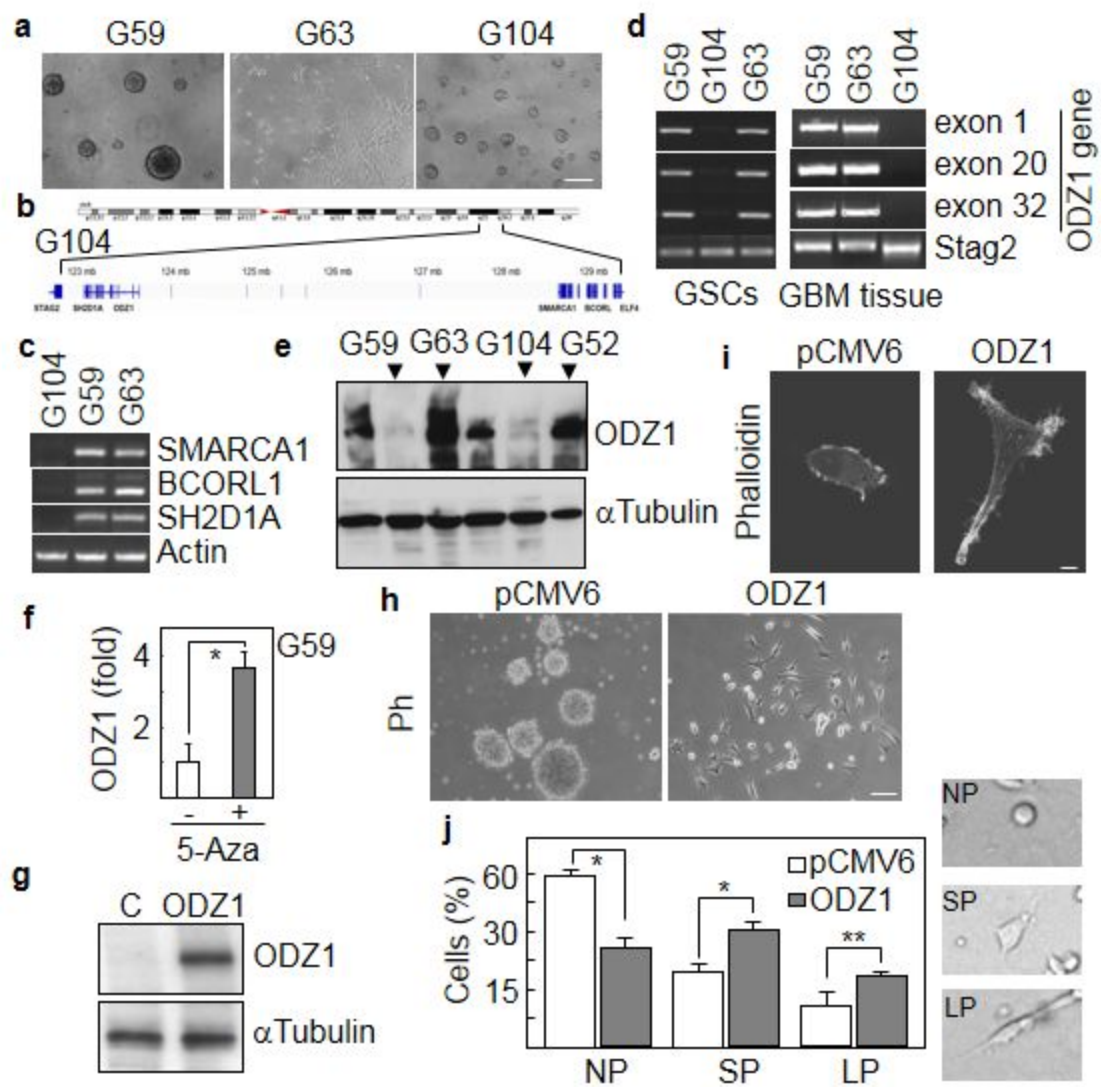 a
G59 G63 G104
b
G104
123 mb 124 mb 125 mb 126 mb 127 mb 128 mb 129 mb
STAG2 SH2D1A ODZ1 SMARCA1 BCORL ELF4
c
G104 G59 G63
SMARCA1
BCORL1
SH2D1A
Actin
d
G59 G104 G63 G59 G63 G104
exon 1
exon 20
exon 32
Stag2
ODZ1 gene
GSCs GBM tissue
e
G59 G63 G104 G52
ODZ1
αTubulin
f
ODZ1 (fold)
4
2
*
G59
- +
5-Aza
g
C ODZ1
ODZ1
αTubulin
h
pCMV6 ODZ1
Ph
i
pCMV6 ODZ1
Phalloidin
j
Cells (%)
60
30
15
* * **
pCMV6
ODZ1
NP SP LP
NP
SP
LP